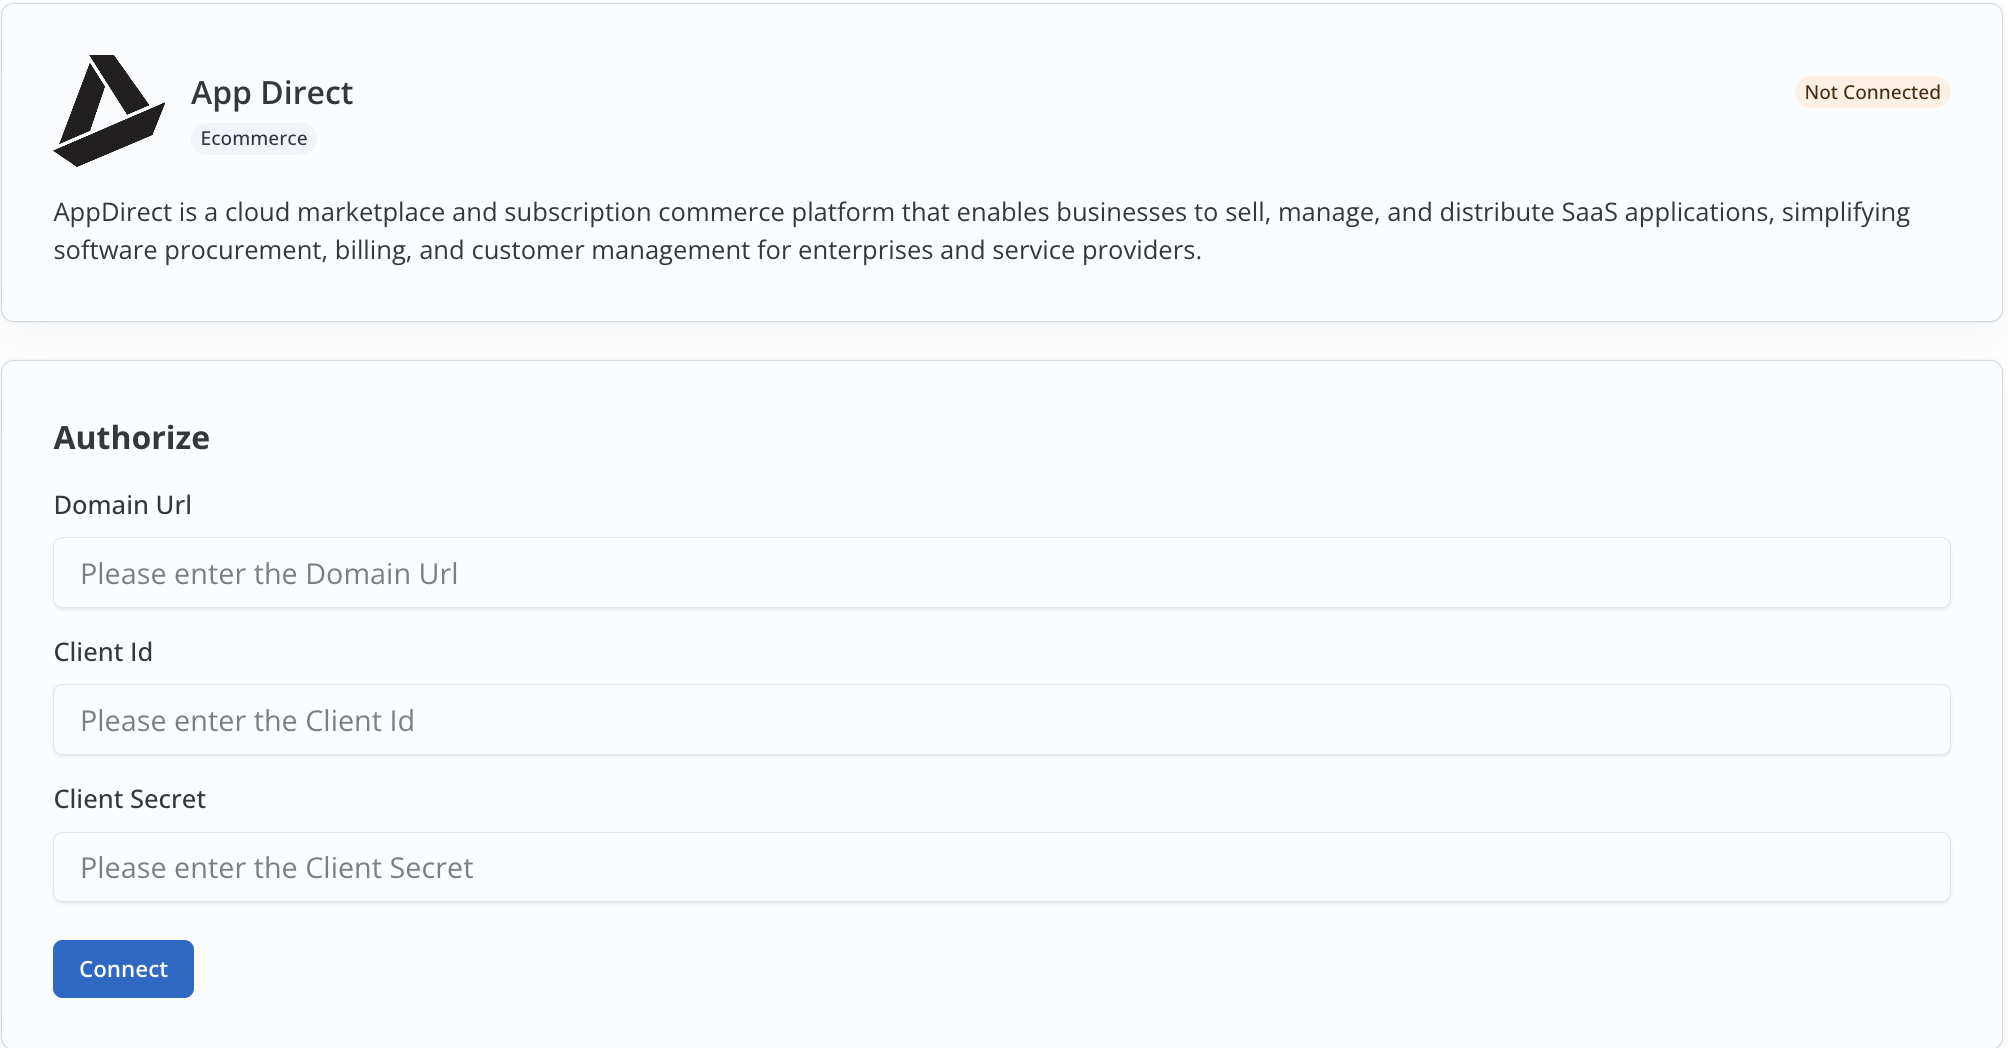 App Direct
Not Connected
Ecommerce
AppDirect is a cloud marketplace and subscription commerce platform that enables businesses to sell, manage, and distribute SaaS applications, simplifying
software procurement, billing, and customer management for enterprises and service providers.
Authorize
Domain Url
Please enter the Domain Url
Client Id
Please enter the Client Id
Client Secret
Please enter the Client Secret
Connect